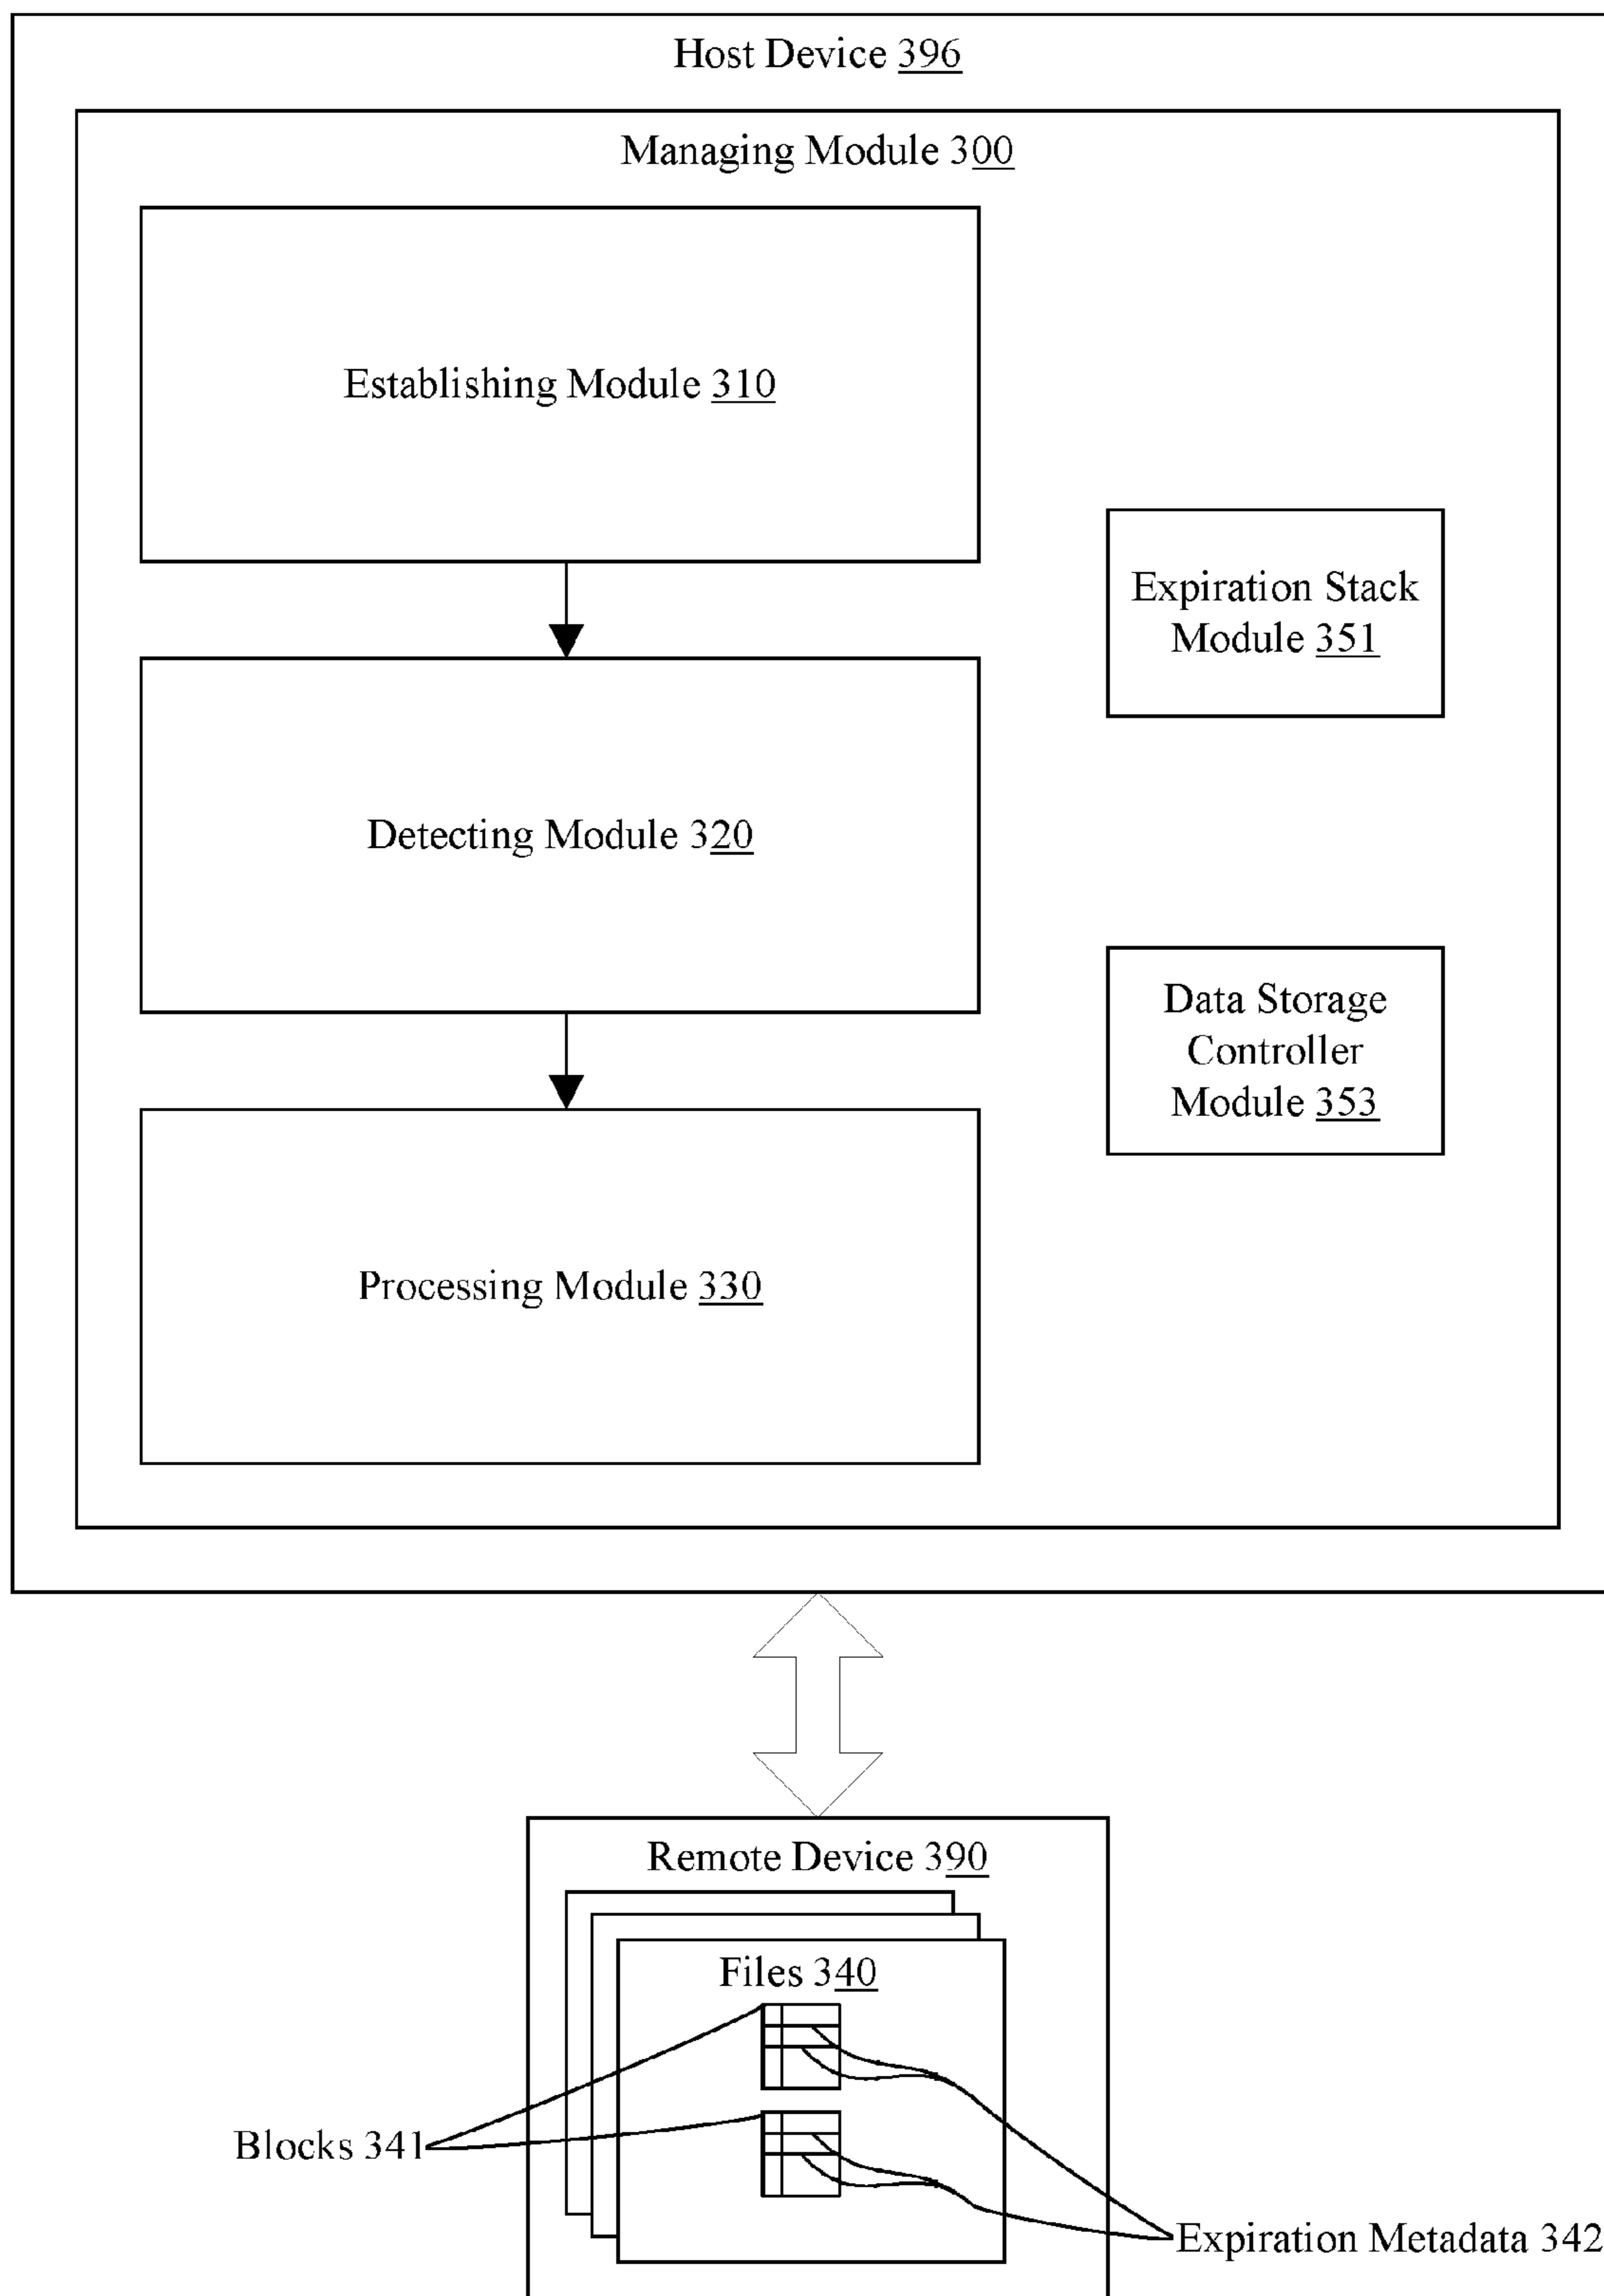 Host Device 396
Managing Module 300
Establishing Module 310
Expiration Stack
Module 351
Detecting Module 320
Data Storage
Controller
Module 353
Processing Module 330
Remote Device 390
Files 340
Blocks 341
Expiration Metadata 342